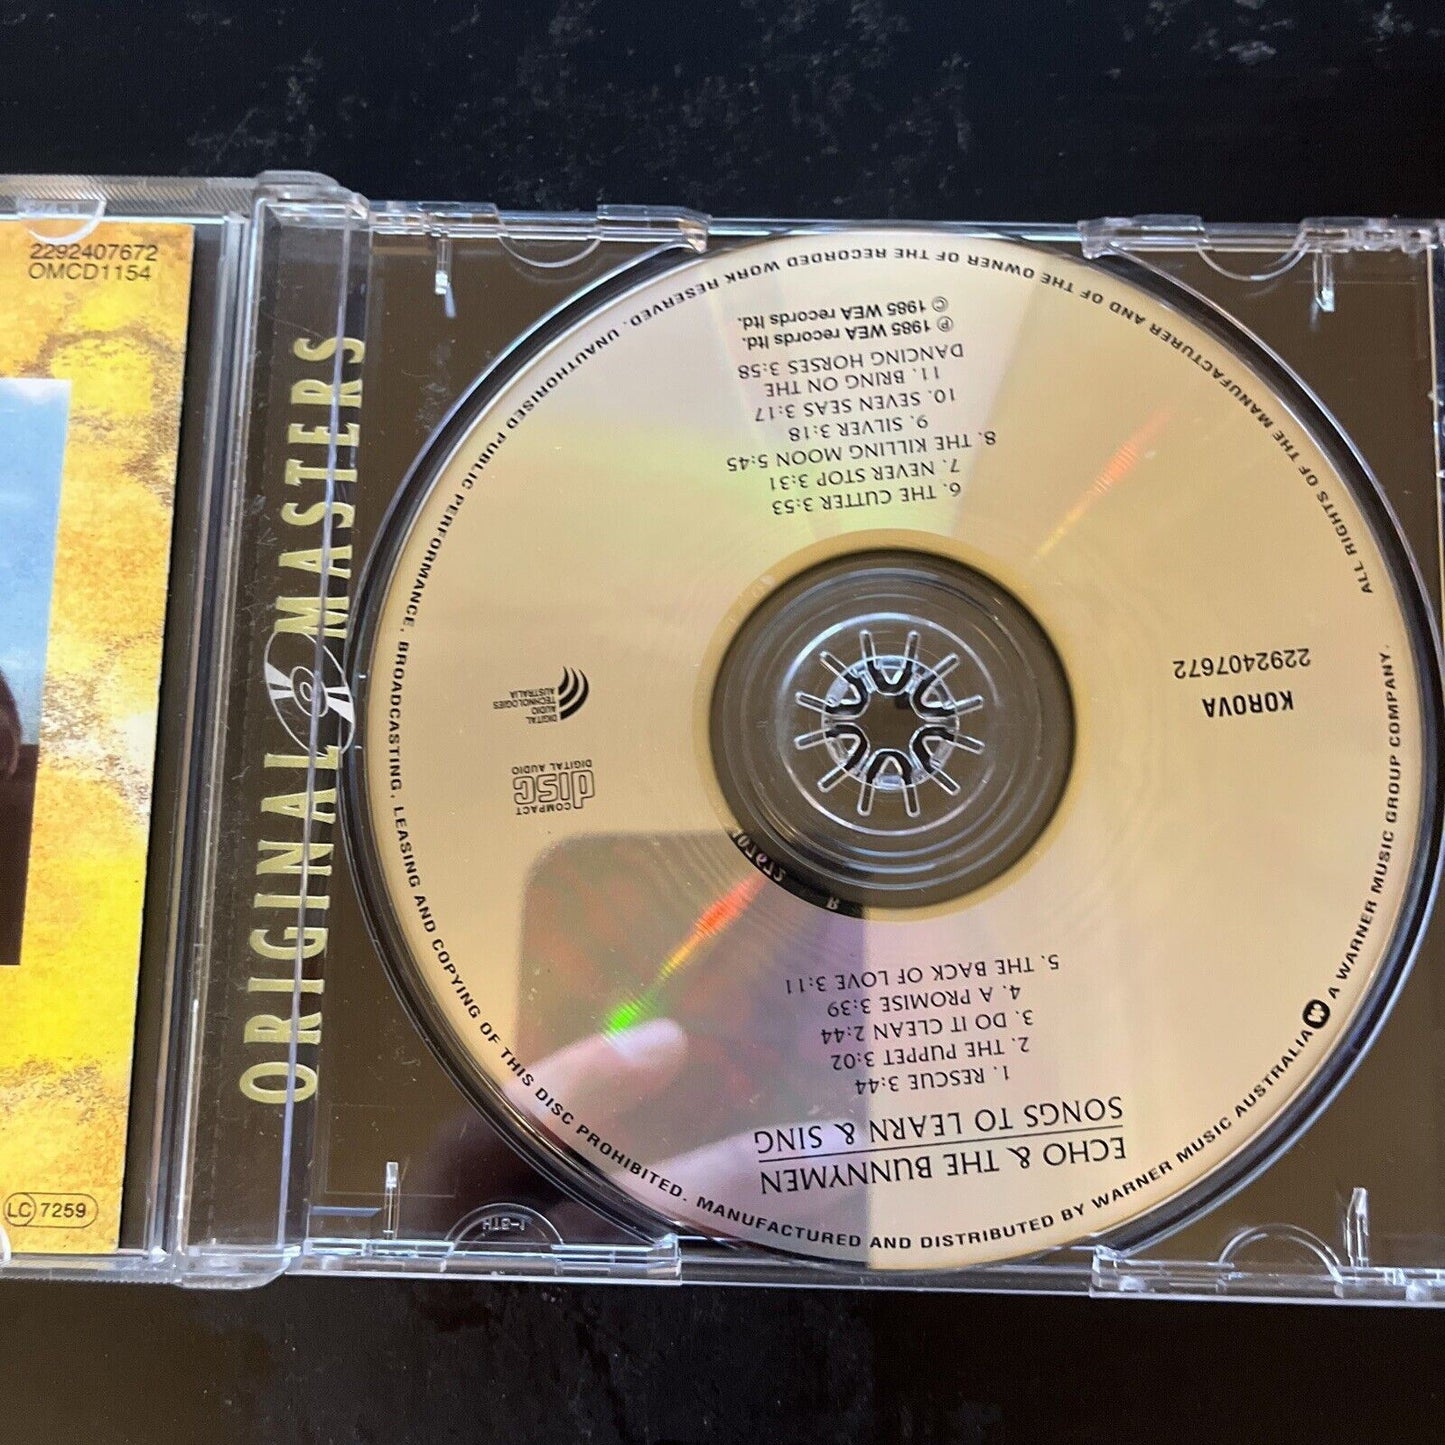 2292407672
OMCD1154
LC 7259
ORIGINAL MASTERS
ECHO & THE BUNNYMEN
SONGS TO LEARN & SING
1. RESCUE 3:44
2. THE PUPPET 3:02
3. DO IT CLEAN 2:44
4. A PROMISE 3:39
5. THE BACK OF LOVE 3:11
KOROVA
2292407672
COMPACT
disc
DIGITAL AUDIO
DIGITAL
AUDIO
TECHNOLOGIES
AUSTRALIA
6. THE CUTTER 3:53
7. NEVER STOP 3:31
8. THE KILLING MOON 5:45
9. SILVER 3:18
10. SEVEN SEAS 3:17
11. BRING ON THE
DANCING HORSES 3:58
℗ 1985 WEA records ltd.
© 1985 WEA records ltd.
ALL RIGHTS OF THE MANUFACTURER AND OF THE OWNER OF THE RECORDED WORK RESERVED. UNAUTHORISED PUBLIC PERFORMANCE, BROADCASTING, LEASING AND COPYING OF THIS DISC PROHIBITED. MANUFACTURED AND DISTRIBUTED BY WARNER MUSIC AUSTRALIA A WARNER MUSIC GROUP COMPANY.